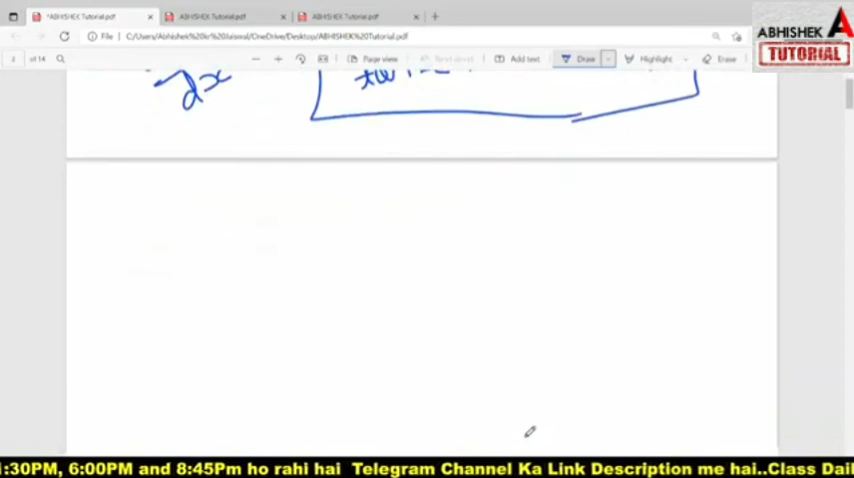 *ABHISHEK Tutorial.pdf ABHISHEK Tutorial.pdf ABHISHEK Tutorial.pdf
File C:/Users/Abhishek%20kr%20Jaiswal/OneDrive/Desktop/ABHISHEK%20Tutorial.pdf
of 14 Page view Add text Draw Highlight Erase
ABHISHEK
TUTORIAL
dx
1:30PM, 6:00PM and 8:45Pm ho rahi hai Telegram Channel Ka Link Description me hai..Class Dail